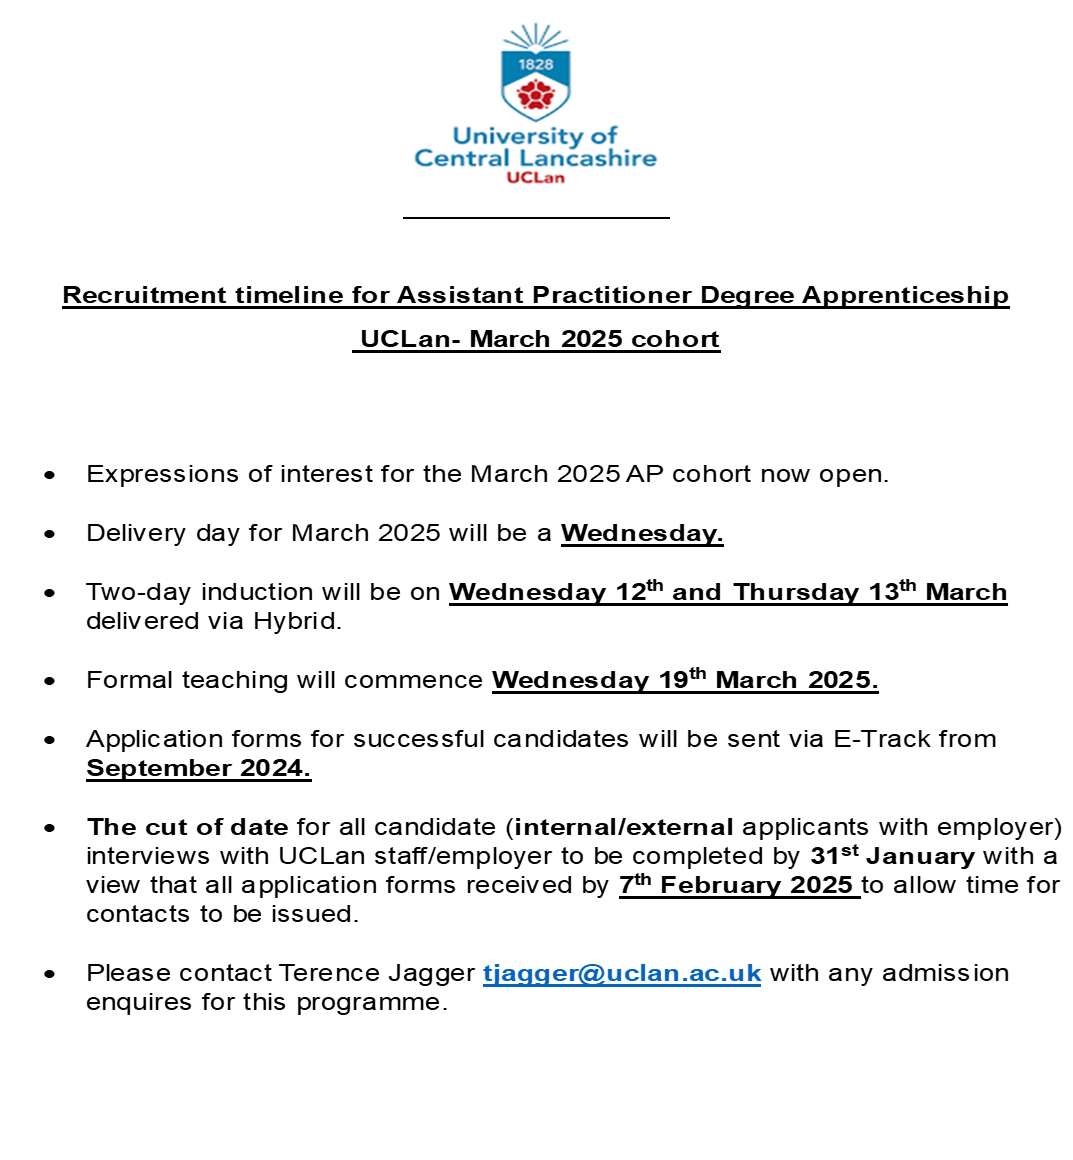 1828
University of
Central Lancashire
UCLan
Recruitment timeline for Assistant Practitioner Degree Apprenticeship
UCLan- March 2025 cohort
• Expressions of interest for the March 2025 AP cohort now open.
• Delivery day for March 2025 will be a Wednesday.
• Two-day induction will be on Wednesday 12th and Thursday 13th March
delivered via Hybrid.
• Formal teaching will commence Wednesday 19th March 2025.
• Application forms for successful candidates will be sent via E-Track from
September 2024.
• The cut of date for all candidate (internal/external applicants with employer)
interviews with UCLan staff/employer to be completed by 31st January with a
view that all application forms received by 7th February 2025 to allow time for
contacts to be issued.
• Please contact Terence Jagger tjagger@uclan.ac.uk with any admission
enquires for this programme.